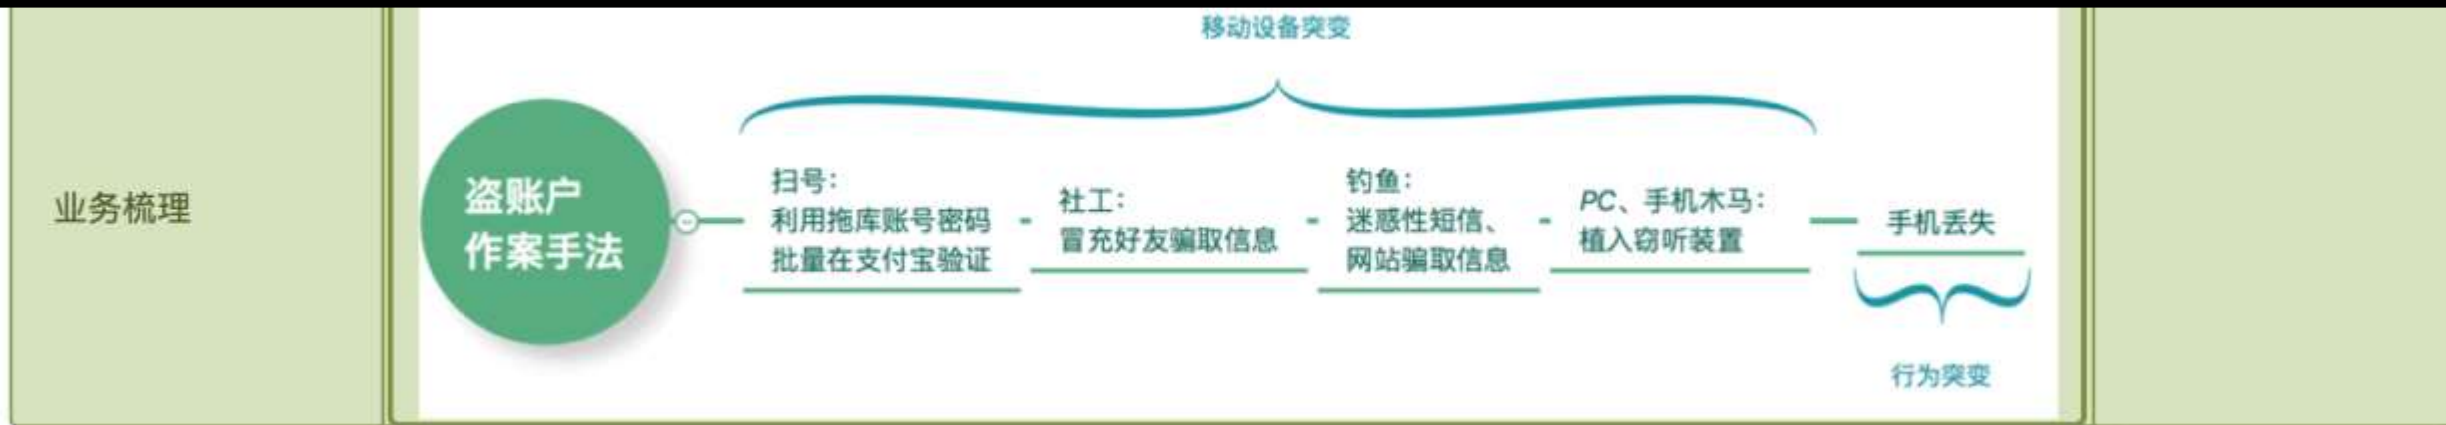 移动设备突变
业务梳理
盗账户
作案手法
扫号：
利用拖库账号密码
批量在支付宝验证
社工：
冒充好友骗取信息
钓鱼：
迷惑性短信、
网站骗取信息
PC、手机木马：
植入窃听装置
手机丢失
行为突变